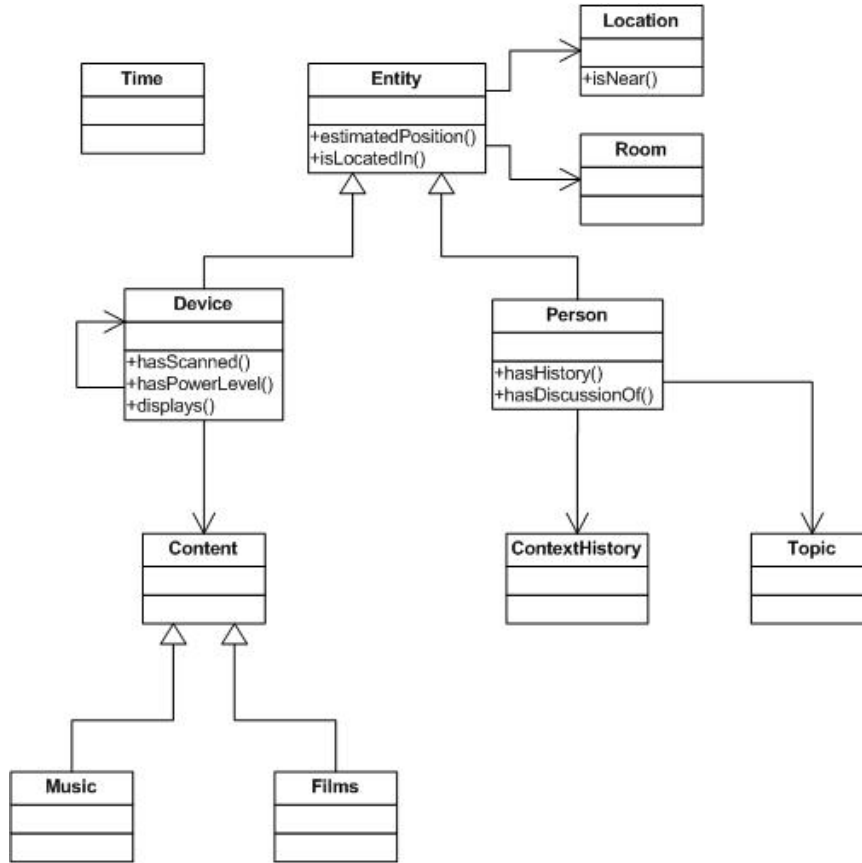 Location
+isNear()
Time
Entity
+estimatedPosition()
+isLocatedIn()
Room
Device
+hasScanned()
+hasPowerLevel()
+displays()
Person
+hasHistory()
+hasDiscussionOf()
Content
ContextHistory
Topic
Music
Films